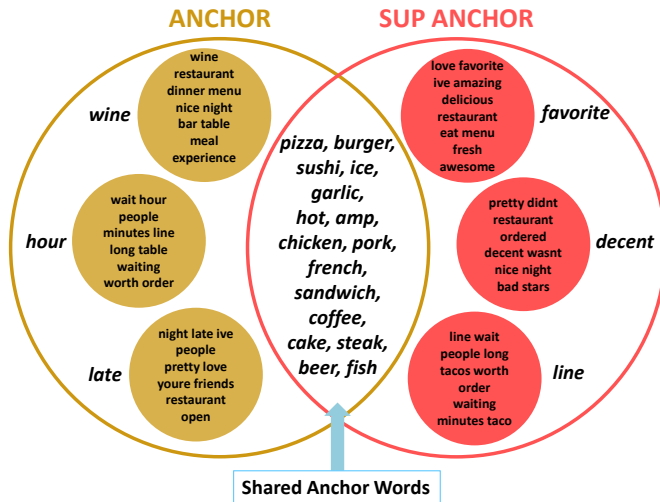 ANCHOR
SUP ANCHOR
wine
wine
restaurant
dinner menu
nice night
bar table
meal
experience
hour
wait hour
people
minutes line
long table
waiting
worth order
late
night late ive
people
pretty love
youre friends
restaurant
open
pizza, burger,
sushi, ice,
garlic,
hot, amp,
chicken, pork,
french,
sandwich,
coffee,
cake, steak,
beer, fish
love favorite
ive amazing
delicious
restaurant
eat menu
fresh
awesome
favorite
pretty didnt
restaurant
ordered
decent wasnt
nice night
bad stars
decent
line wait
people long
tacos worth
order
waiting
minutes taco
line
Shared Anchor Words